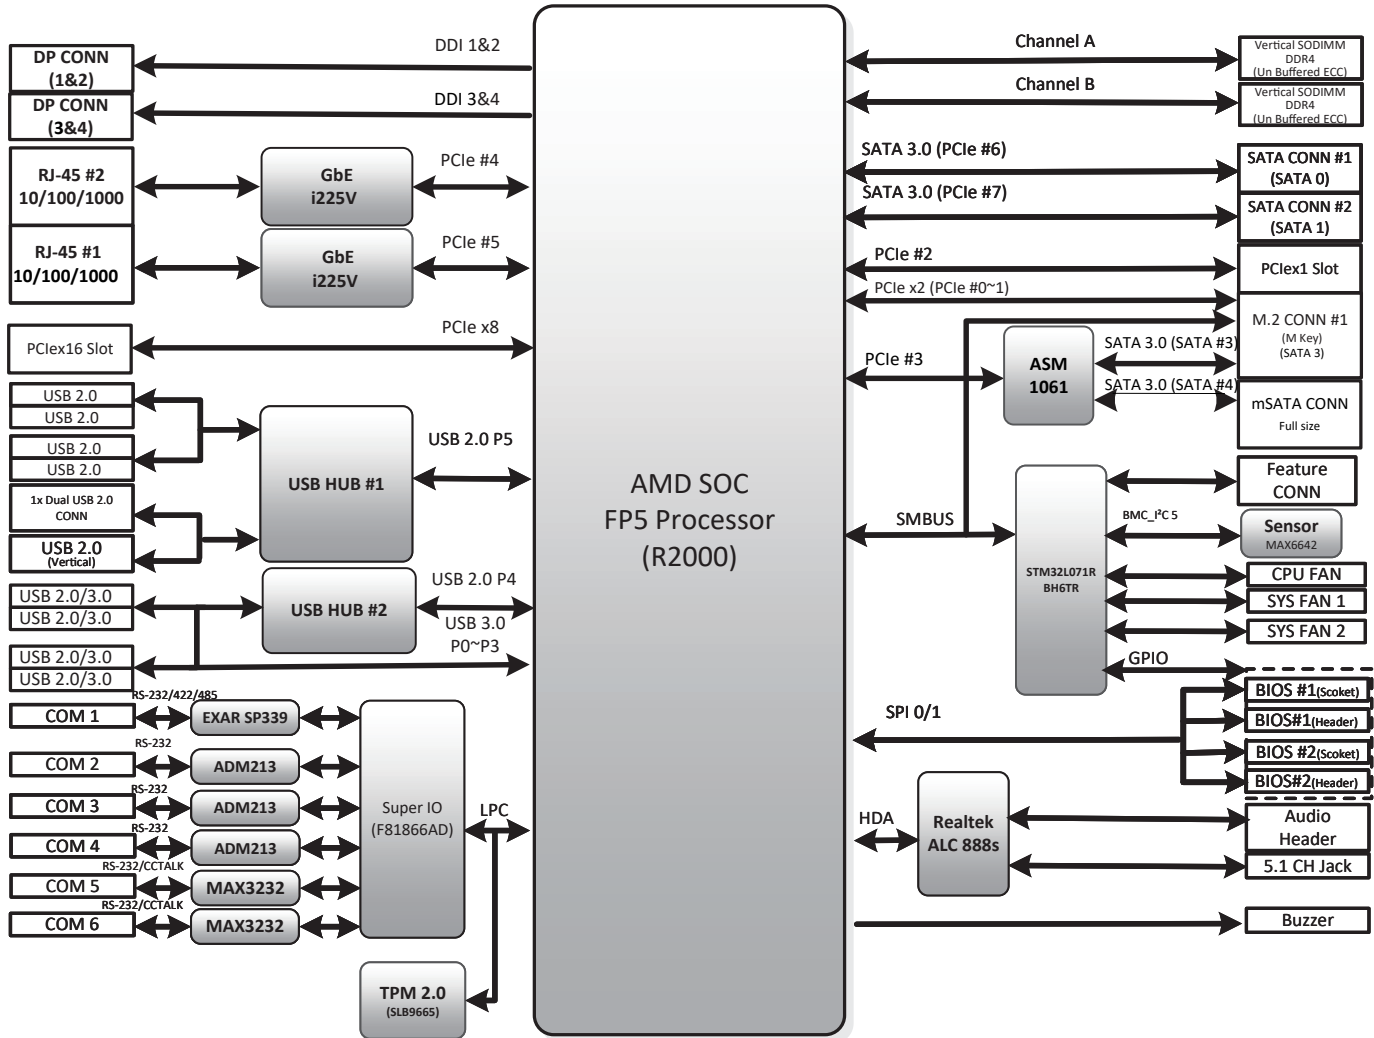 DP CONN
(1&2)
DDI 1&2
DP CONN
(3&4)
DDI 3&4
RJ-45 #2
10/100/1000
GbE
i225V
PCIe #4
RJ-45 #1
10/100/1000
GbE
i225V
PCIe #5
PCIex16 Slot
PCIe x8
USB 2.0
USB 2.0
USB 2.0
USB 2.0
1x Dual USB 2.0
CONN
USB 2.0
(Vertical)
USB HUB #1
USB 2.0 P5
USB 2.0/3.0
USB 2.0/3.0
USB 2.0/3.0
USB 2.0/3.0
USB HUB #2
USB 2.0 P4
USB 3.0
P0~P3
COM 1
RS-232/422/485
EXAR SP339
COM 2
RS-232
ADM213
COM 3
RS-232
ADM213
COM 4
RS-232
ADM213
COM 5
RS-232/CCTALK
MAX3232
COM 6
RS-232/CCTALK
MAX3232
Super IO
(F81866AD)
LPC
TPM 2.0
(SLB9665)
AMD SOC
FP5 Processor
(R2000)
Channel A
Vertical SODIMM
DDR4
(Un Buffered ECC)
Channel B
Vertical SODIMM
DDR4
(Un Buffered ECC)
SATA 3.0 (PCIe #6)
SATA CONN #1
(SATA 0)
SATA 3.0 (PCIe #7)
SATA CONN #2
(SATA 1)
PCIe #2
PCIex1 Slot
PCIe x2 (PCIe #0~1)
M.2 CONN #1
(M Key)
(SATA 3)
PCIe #3
ASM
1061
SATA 3.0 (SATA #3)
SATA 3.0 (SATA #4)
mSATA CONN
Full size
SMBUS
STM32L071R
BH6TR
Feature
CONN
BMC_I²C 5
Sensor
MAX6642
CPU FAN
SYS FAN 1
SYS FAN 2
GPIO
SPI 0/1
BIOS #1(Scoket)
BIOS#1(Header)
BIOS #2(Scoket)
BIOS#2(Header)
HDA
Realtek
ALC 888s
Audio
Header
5.1 CH Jack
Buzzer